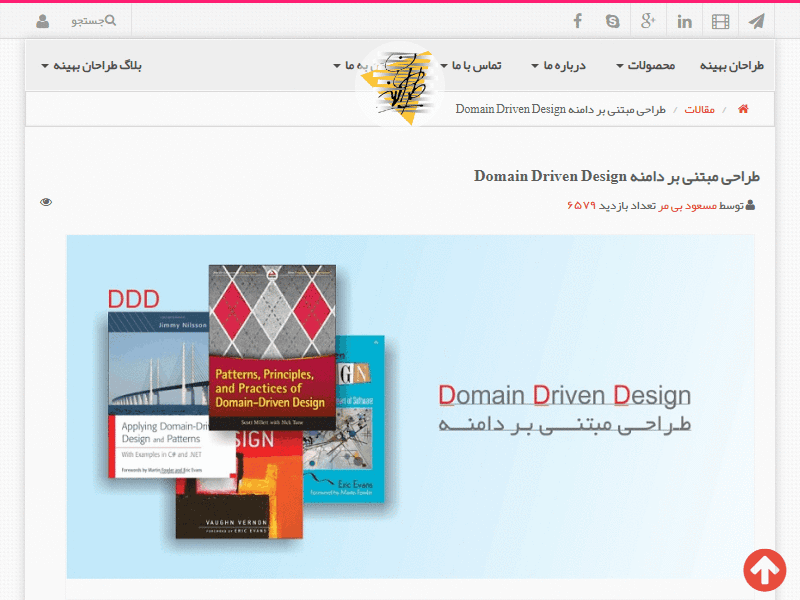 جستجو
طراحان بهینه
محصولات
درباره ما
تماس با ما
به ما
بلاگ طراحان بهینه
/ مقالات / طراحی مبتنی بر دامنه Domain Driven Design
طراحی مبتنی بر دامنه Domain Driven Design
توسط مسعود بی مر تعداد بازدید ۶۵۷۹
DDD
Jimmy Nilsson
Applying Domain-Dri
Design and Patterns
With Examples in C# and .NET
Forewords by Martin Fowler and Eric Evans
Patterns, Principles,
and Practices of
Domain-Driven Design
Scott Millett with Nick Tune
SIGN
VAUGHN VERNON
FOREWORD BY ERIC EVANS
Eric Evans
Foreword by Martin Fowler
Domain Driven Design
طراحی مبتنی بر دامنه